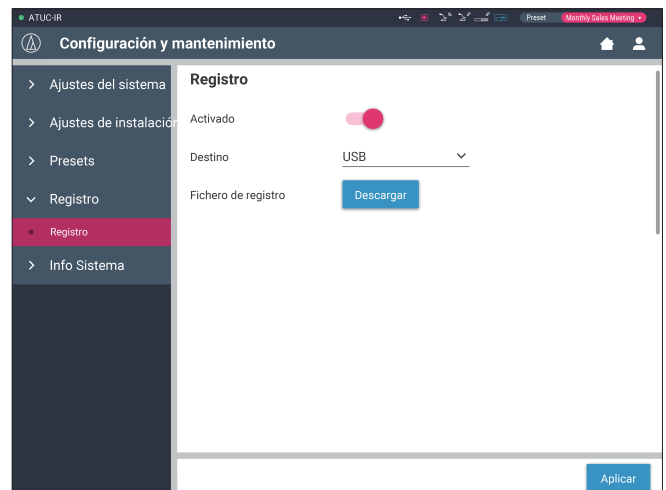 ATUC-IR
Preset Monthly Sales Meeting
Configuración y mantenimiento
Ajustes del sistema
Ajustes de instalación
Presets
Registro
Registro
Info Sistema
Registro
Activado
Destino USB
Fichero de registro Descargar
Aplicar